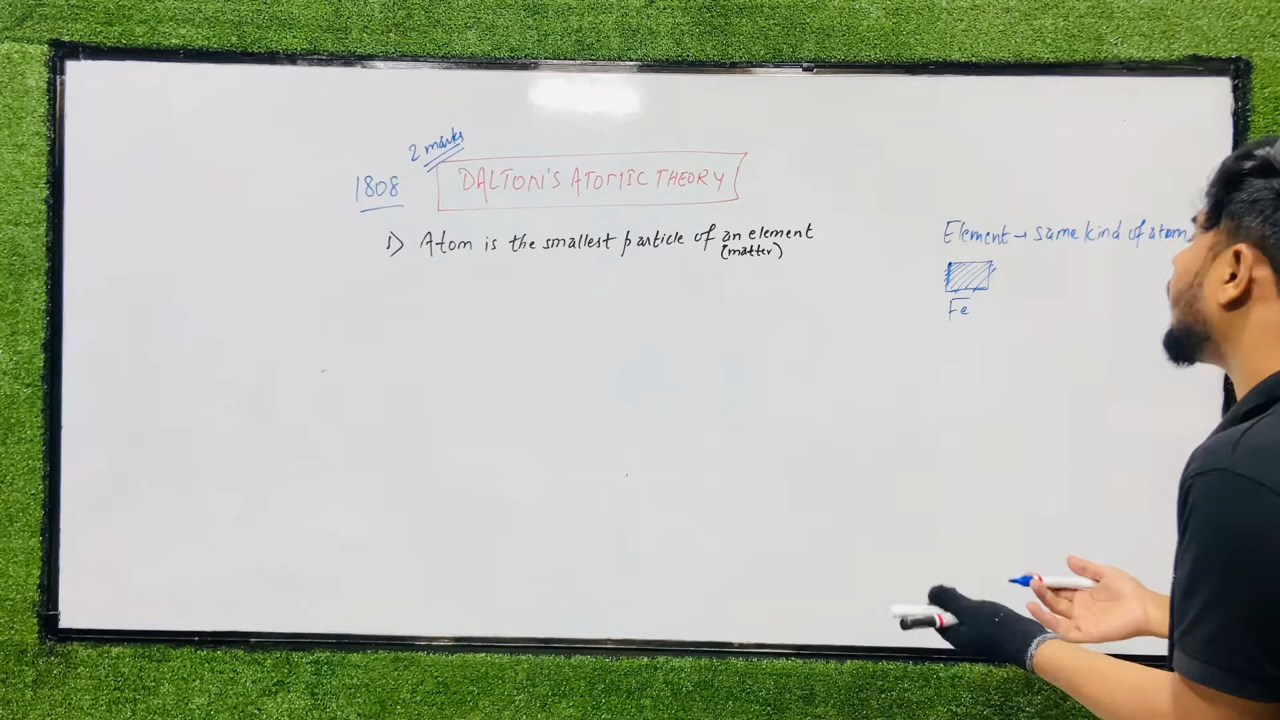 2 marks
1808 DALTON'S ATOMIC THEORY
1) Atom is the smallest particle of an element
(matter)
Element → same kind of atoms
Fe